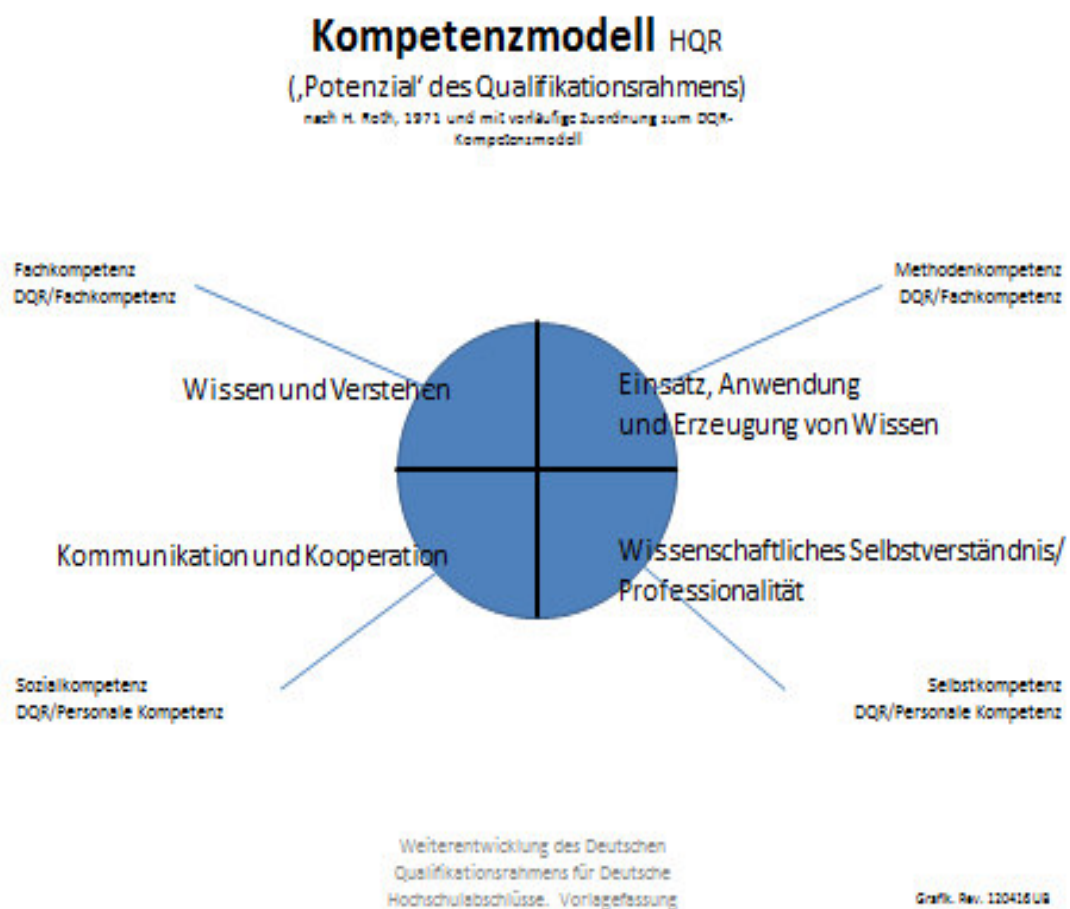 Kompetenzmodell HQR
(‚Potenzial‘ des Qualifikationsrahmens)
nach H. Roth, 1971 und mit vorläufige Zuordnung zum DQR-
Kompetenzmodell
Fachkompetenz
DQR/Fachkompetenz
Methodenkompetenz
DQR/Fachkompetenz
Wissen und Verstehen
Einsatz, Anwendung
und Erzeugung von Wissen
Kommunikation und Kooperation
Wissenschaftliches Selbstverständnis/
Professionalität
Sozialkompetenz
DQR/Personale Kompetenz
Selbstkompetenz
DQR/Personale Kompetenz
Weiterentwicklung des Deutschen
Qualifikationsrahmens für Deutsche
Hochschulabschlüsse. Vorlagefassung
Grafik. Rev. 120416UB